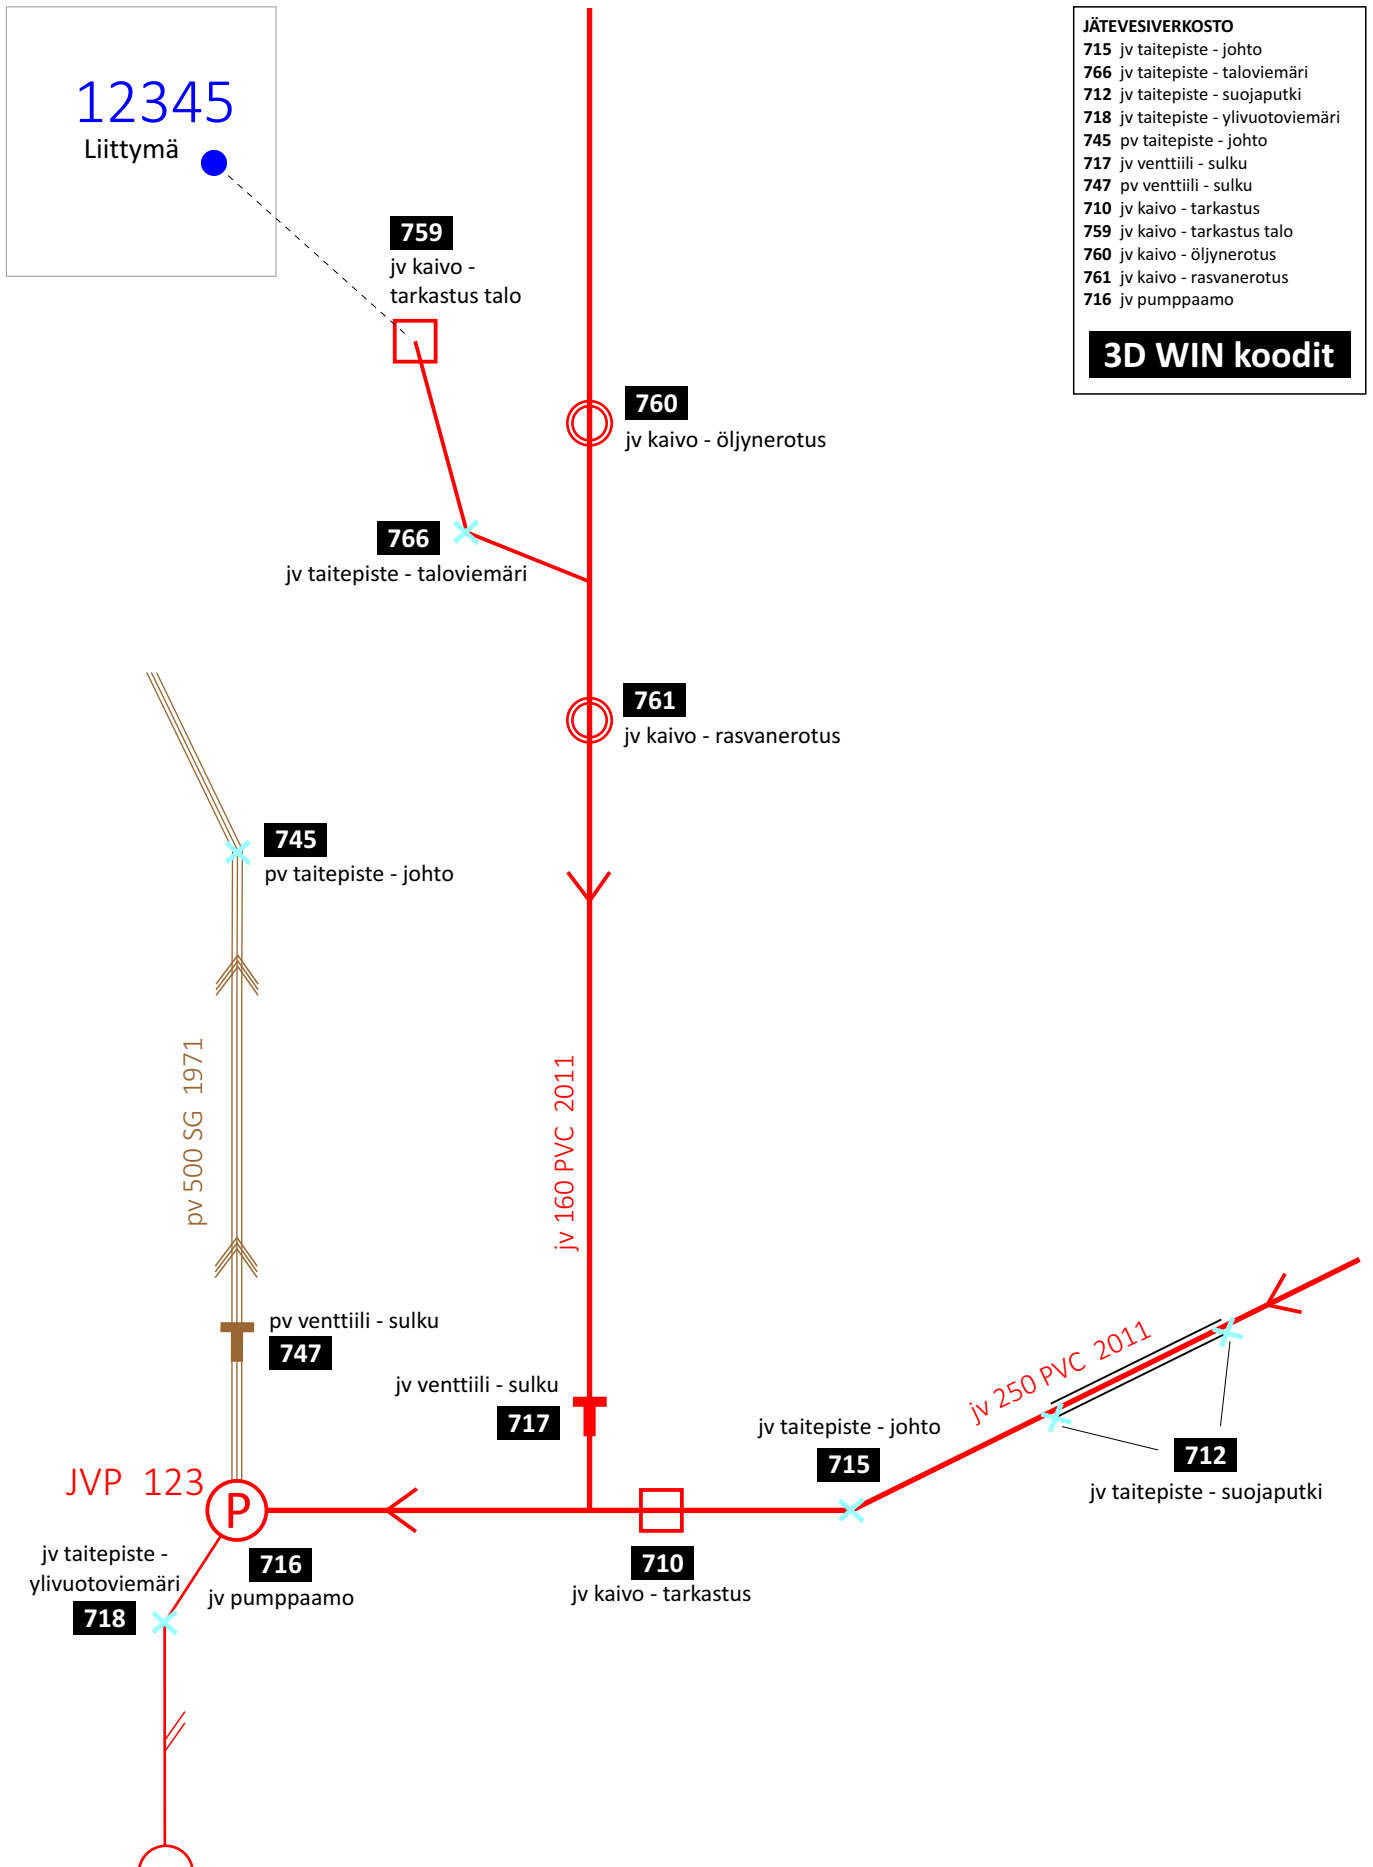 12345
Liittymä
JÄTEVESIVERKOSTO
715 jv taitepiste - johto
766 jv taitepiste - taloviemäri
712 jv taitepiste - suojaputki
718 jv taitepiste - ylivuotoviemäri
745 pv taitepiste - johto
717 jv venttiili - sulku
747 pv venttiili - sulku
710 jv kaivo - tarkastus
759 jv kaivo - tarkastus talo
760 jv kaivo - öljynerotus
761 jv kaivo - rasvanerotus
716 jv pumppaamo
3D WIN koodit
759
jv kaivo -
tarkastus talo
760
jv kaivo - öljynerotus
766
jv taitepiste - taloviemäri
761
jv kaivo - rasvanerotus
745
pv taitepiste - johto
pv 500 SG 1971
jv 160 PVC 2011
pv venttiili - sulku
747
jv venttiili - sulku
717
jv 250 PVC 2011
jv taitepiste - johto
715
712
jv taitepiste - suojaputki
JVP 123
P
716
jv pumppaamo
jv taitepiste -
ylivuotoviemäri
718
710
jv kaivo - tarkastus